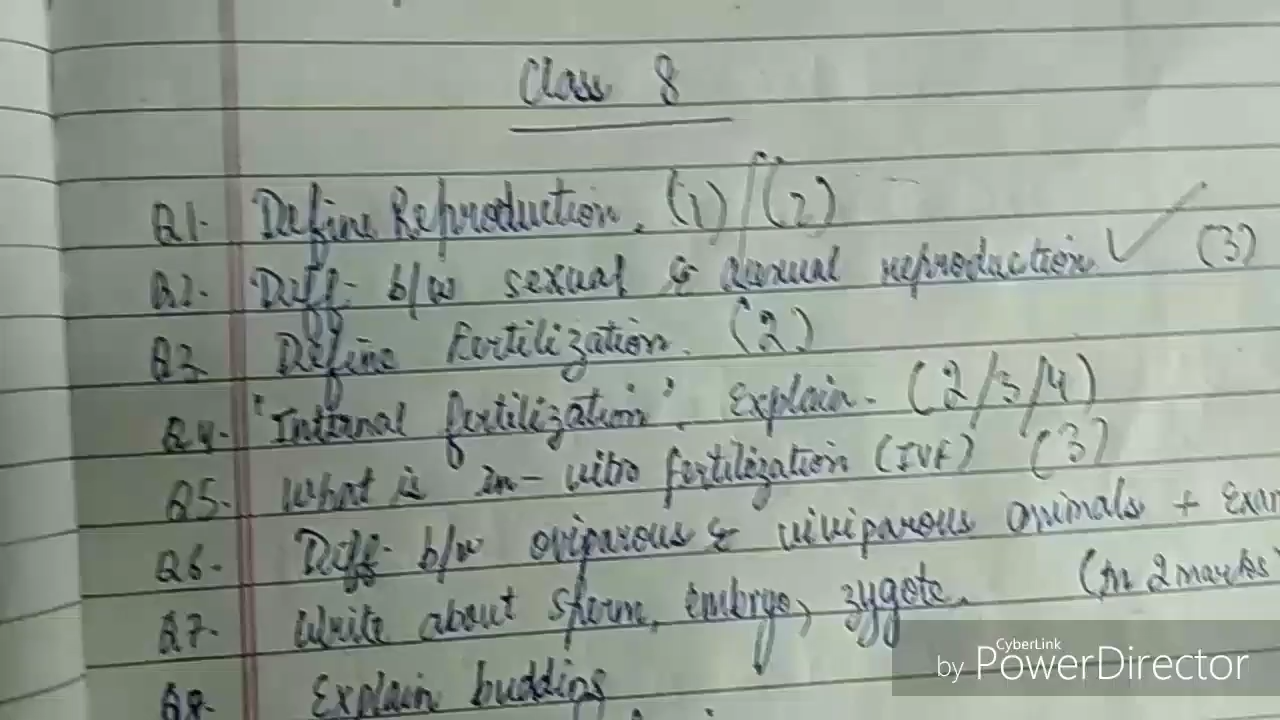 Class 8
Q1. Define Reproduction. (1)/(2)
Q2. Diff. b/w sexual & asexual reproduction ✓ (3)
Q3 Define Fertilization. (2)
Q4. "Internal fertilization". Explain. (2/3/4)
Q5. What is In-vitro fertilization (IVF) (3)
Q6. Diff. b/w oviparous & viviparous animals + Exam
Q7. Write about sperm, embryo, zygote. (In 2 marks)
Q8. Explain budding
CyberLink
by PowerDirector